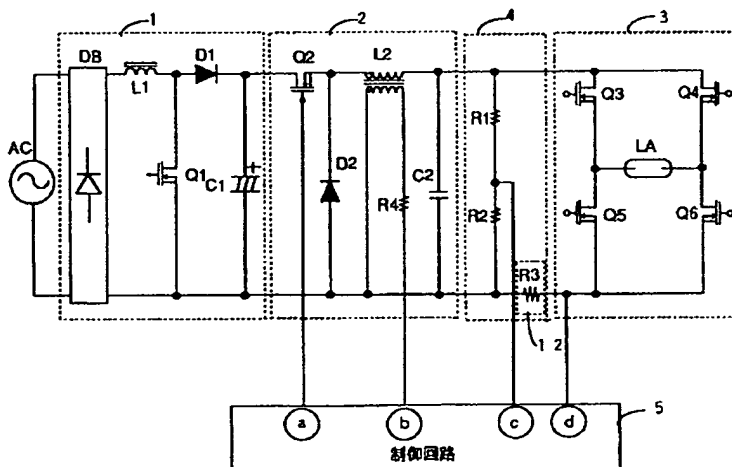 1
2
4
3
DB
D1
Q2
L2
L1
Q3
Q4
AC
R1
LA
Q1
C1
D2
R4
C2
R2
Q5
Q6
R3
1 2
5
a
b
c
d
制御回路